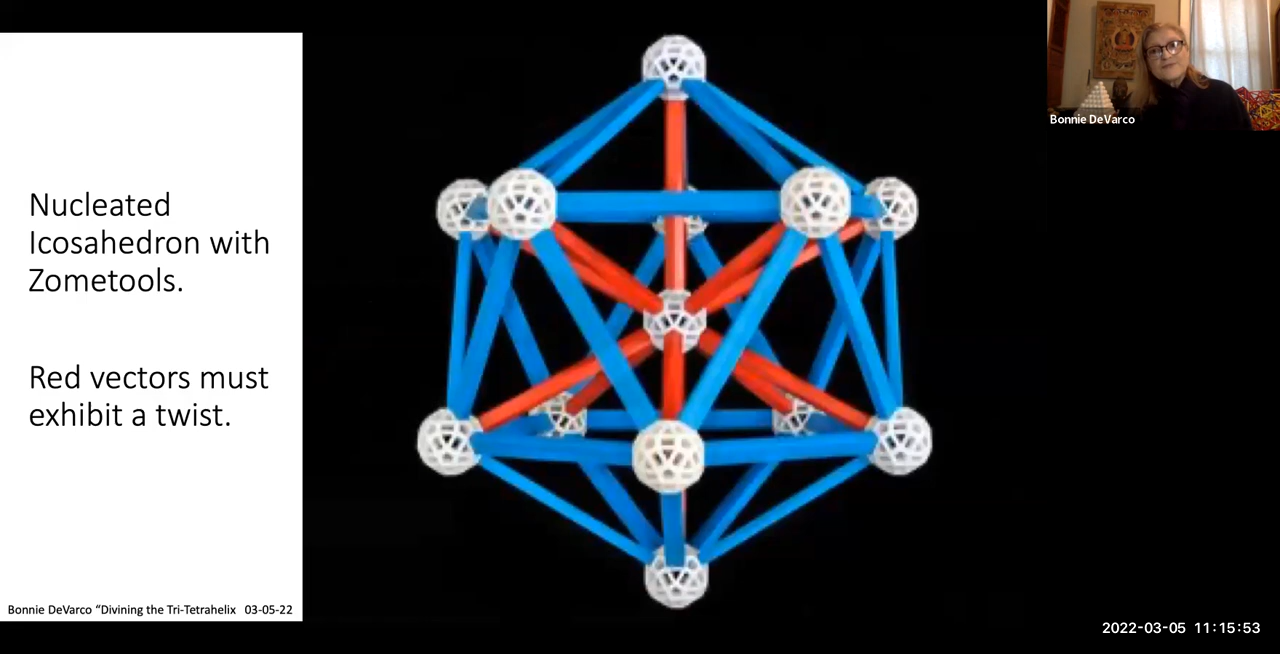 Nucleated
Icosahedron with
Zometools.
Red vectors must
exhibit a twist.
Bonnie DeVarco “Divining the Tri-Tetrahelix 03-05-22
Bonnie DeVarco
2022-03-05 11:15:53